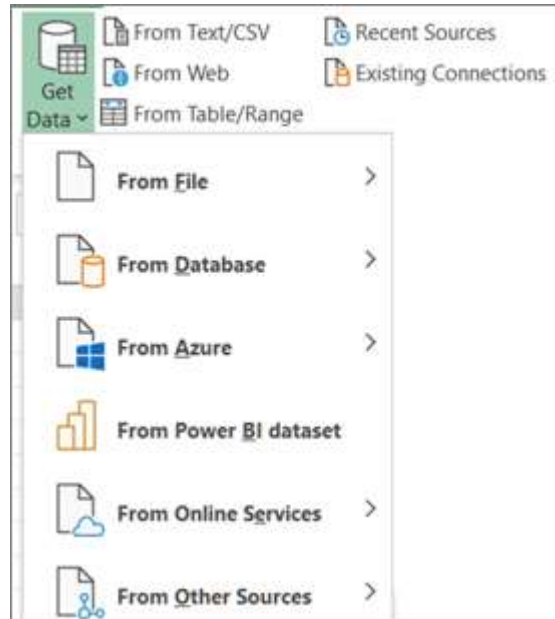 From Text/CSV
Recent Sources
From Web
Existing Connections
Get
Data
From Table/Range
From File
From Database
From Azure
From Power BI dataset
From Online Services
From Other Sources